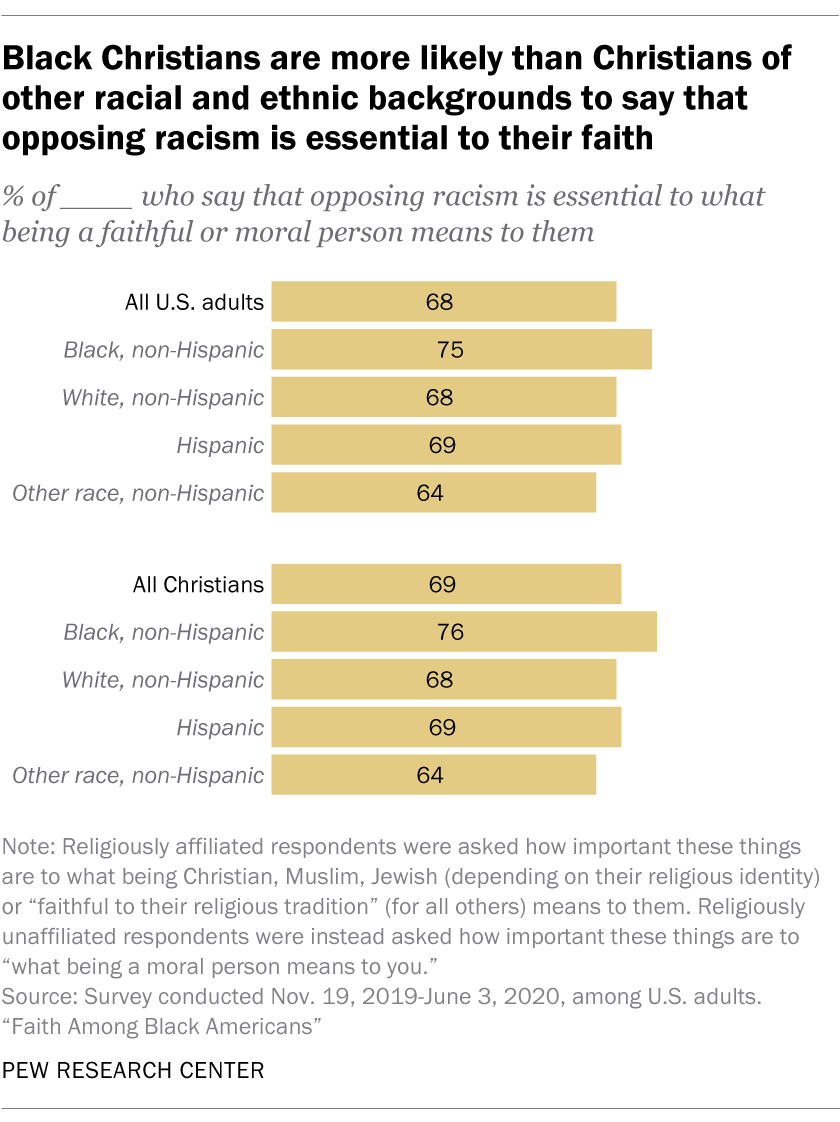 Black Christians are more likely than Christians of
other racial and ethnic backgrounds to say that
opposing racism is essential to their faith
% of ____ who say that opposing racism is essential to what
being a faithful or moral person means to them
All U.S. adults 68
Black, non-Hispanic 75
White, non-Hispanic 68
Hispanic 69
Other race, non-Hispanic 64
All Christians 69
Black, non-Hispanic 76
White, non-Hispanic 68
Hispanic 69
Other race, non-Hispanic 64
Note: Religiously affiliated respondents were asked how important these things
are to what being Christian, Muslim, Jewish (depending on their religious identity)
or “faithful to their religious tradition” (for all others) means to them. Religiously
unaffiliated respondents were instead asked how important these things are to
“what being a moral person means to you.”
Source: Survey conducted Nov. 19, 2019-June 3, 2020, among U.S. adults.
“Faith Among Black Americans”
PEW RESEARCH CENTER